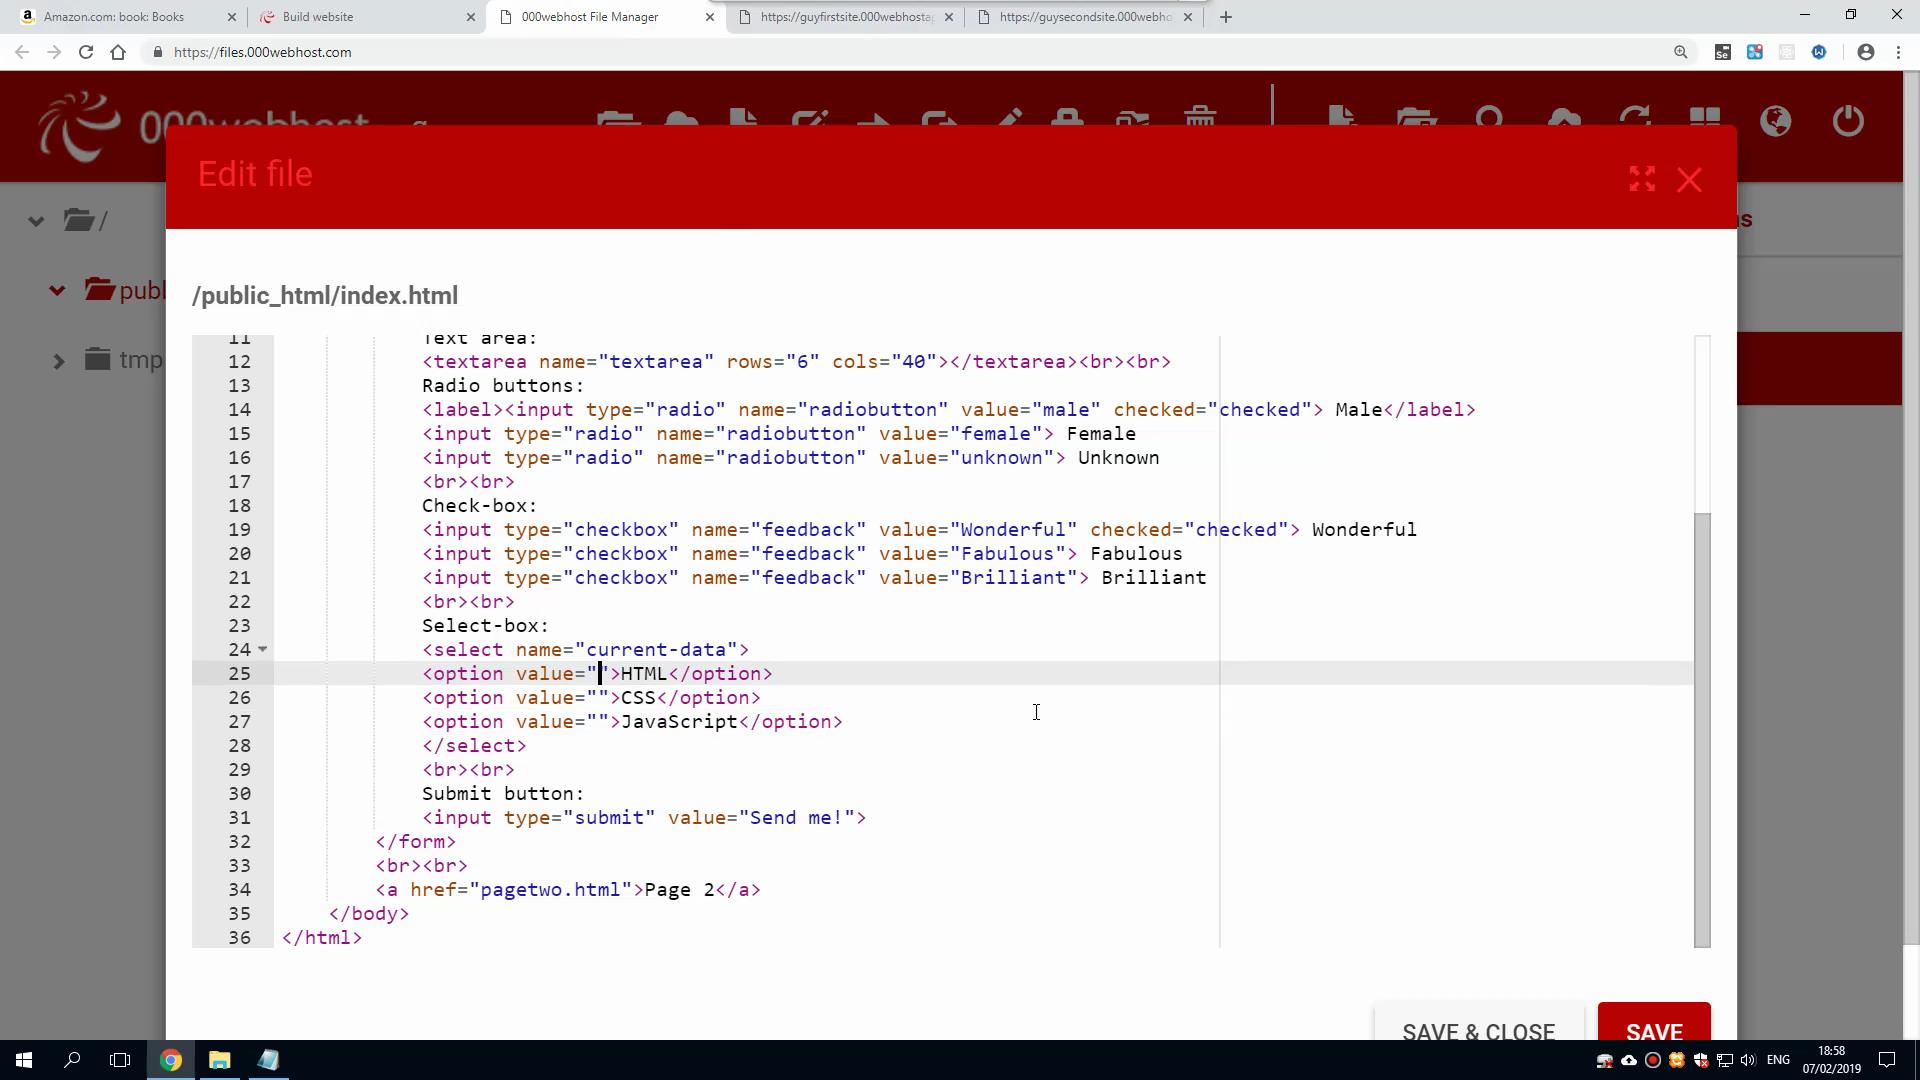 Amazon.com: book: Books
Build website
000webhost File Manager
https://guyfirstsite.000webhostap
https://guysecondsite.000webho
https://files.000webhost.com
000webhost
Edit file
/
publ
tmp
/public_html/index.html
11 Text area:
12 <textarea name="textarea" rows="6" cols="40"></textarea><br><br>
13 Radio buttons:
14 <label><input type="radio" name="radiobutton" value="male" checked="checked"> Male</label>
15 <input type="radio" name="radiobutton" value="female"> Female
16 <input type="radio" name="radiobutton" value="unknown"> Unknown
17 <br><br>
18 Check-box:
19 <input type="checkbox" name="feedback" value="Wonderful" checked="checked"> Wonderful
20 <input type="checkbox" name="feedback" value="Fabulous"> Fabulous
21 <input type="checkbox" name="feedback" value="Brilliant"> Brilliant
22 <br><br>
23 Select-box:
24 <select name="current-data">
25 <option value="">HTML</option>
26 <option value="">CSS</option>
27 <option value="">JavaScript</option>
28 </select>
29 <br><br>
30 Submit button:
31 <input type="submit" value="Send me!">
32 </form>
33 <br><br>
34 <a href="pagetwo.html">Page 2</a>
35 </body>
36 </html>
SAVE & CLOSE
SAVE
ENG
18:58
07/02/2019